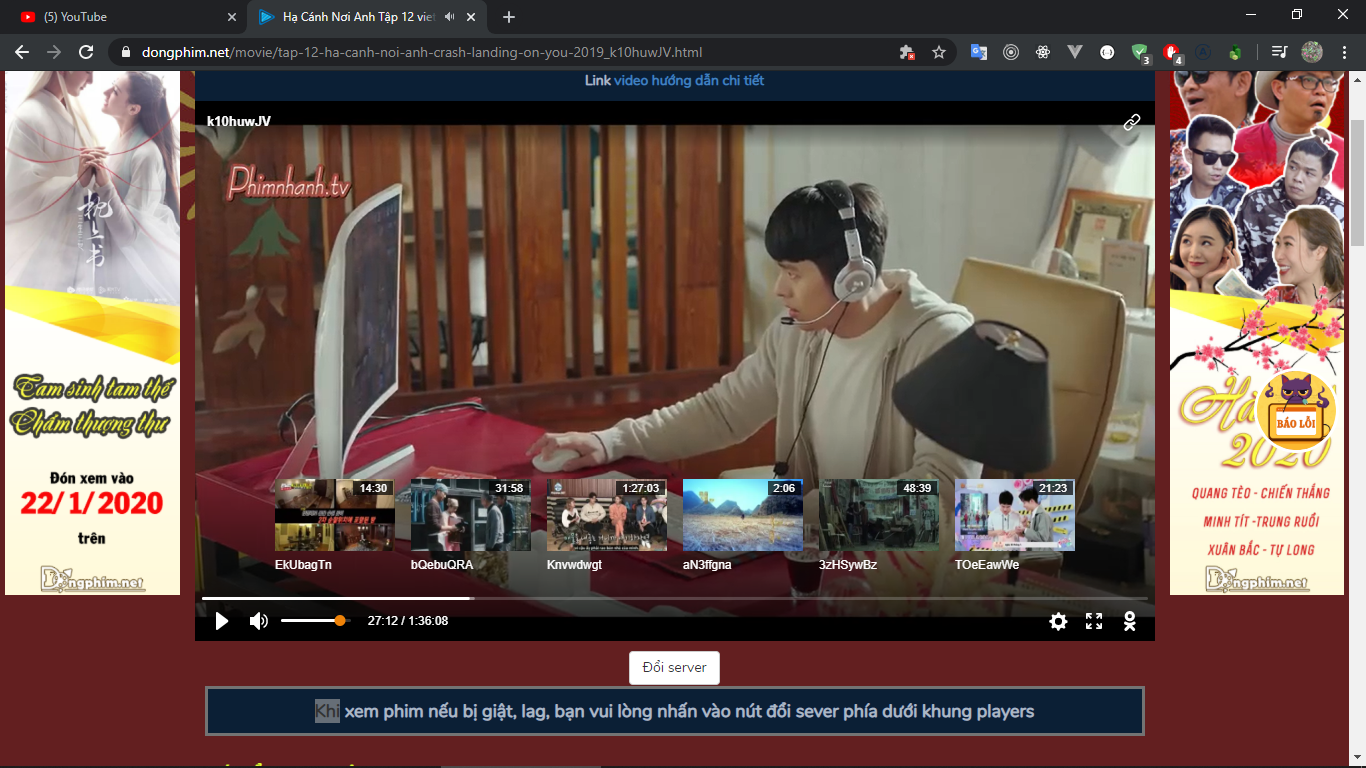 (5) YouTube
Hạ Cánh Nơi Anh Tập 12 viet
dongphim.net/movie/tap-12-ha-canh-noi-anh-crash-landing-on-you-2019_k10huwJV.html
3
4
Link video hướng dẫn chi tiết
k10huwJV
Phimnhanh.tv
枕上书
Tam sinh tam thế
Chẩm thượng thư
Đón xem vào
22/1/2020
trên
Dongphim.net
14:30
31:58
1:27:03
2:06
48:39
21:23
EkUbagTn
bQebuQRA
Knvwdwgt
aN3ffgna
3zHSywBz
TOeEawWe
27:12 / 1:36:08
BÁO LỖI
2020
QUANG TÈO - CHIẾN THẮNG
MINH TÍT -TRUNG RUỒI
XUÂN BẮC - TỰ LONG
Dongphim.net
Đổi server
Khi xem phim nếu bị giật, lag, bạn vui lòng nhấn vào nút đổi sever phía dưới khung players